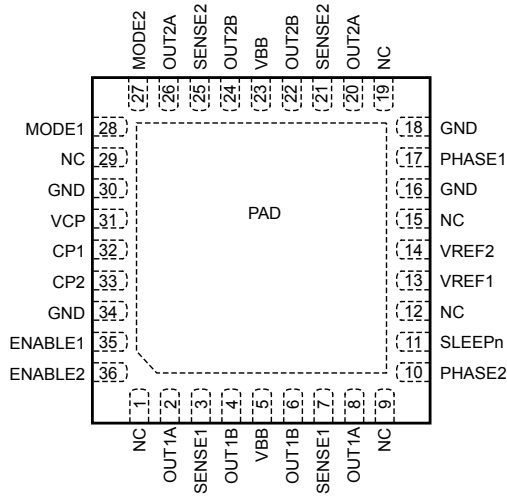 MODE2
OUT2A
SENSE2
OUT2B
VBB
OUT2B
SENSE2
OUT2A
NC
27
26
25
24
23
22
21
20
19
MODE1 28
NC 29
GND 30
VCP 31
CP1 32
CP2 33
GND 34
ENABLE1 35
ENABLE2 36
PAD
18 GND
17 PHASE1
16 GND
15 NC
14 VREF2
13 VREF1
12 NC
11 SLEEPn
10 PHASE2
1
2
3
4
5
6
7
8
9
NC
OUT1A
SENSE1
OUT1B
VBB
OUT1B
SENSE1
OUT1A
NC